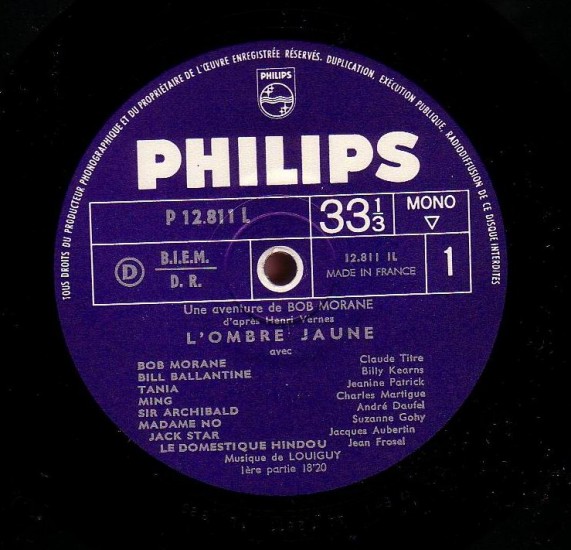 TOUS DROITS DU PRODUCTEUR PHONOGRAPHIQUE ET DU PROPRIÉTAIRE DE L'ŒUVRE ENREGISTRÉE RÉSERVÉS. DUPLICATION, EXÉCUTION PUBLIQUE, RADIODIFFUSION DE CE DISQUE INTERDITES
PHILIPS
PHILIPS
P 12.811 L
33 1/3
MONO
▽
D
B.I.E.M.
D. R.
12.811 1L
MADE IN FRANCE
1
Une aventure de BOB MORANE
d'après Henri Vernes
L'OMBRE JAUNE
avec
BOB MORANE Claude Titre
BILL BALLANTINE Billy Kearns
TANIA Jeanine Patrick
MING Charles Martigue
SIR ARCHIBALD André Daufel
MADAME NO Suzanne Gohy
JACK STAR Jacques Aubertin
LE DOMESTIQUE HINDOU Jean Frosel
Musique de LOUIGUY
1ère partie 18'20